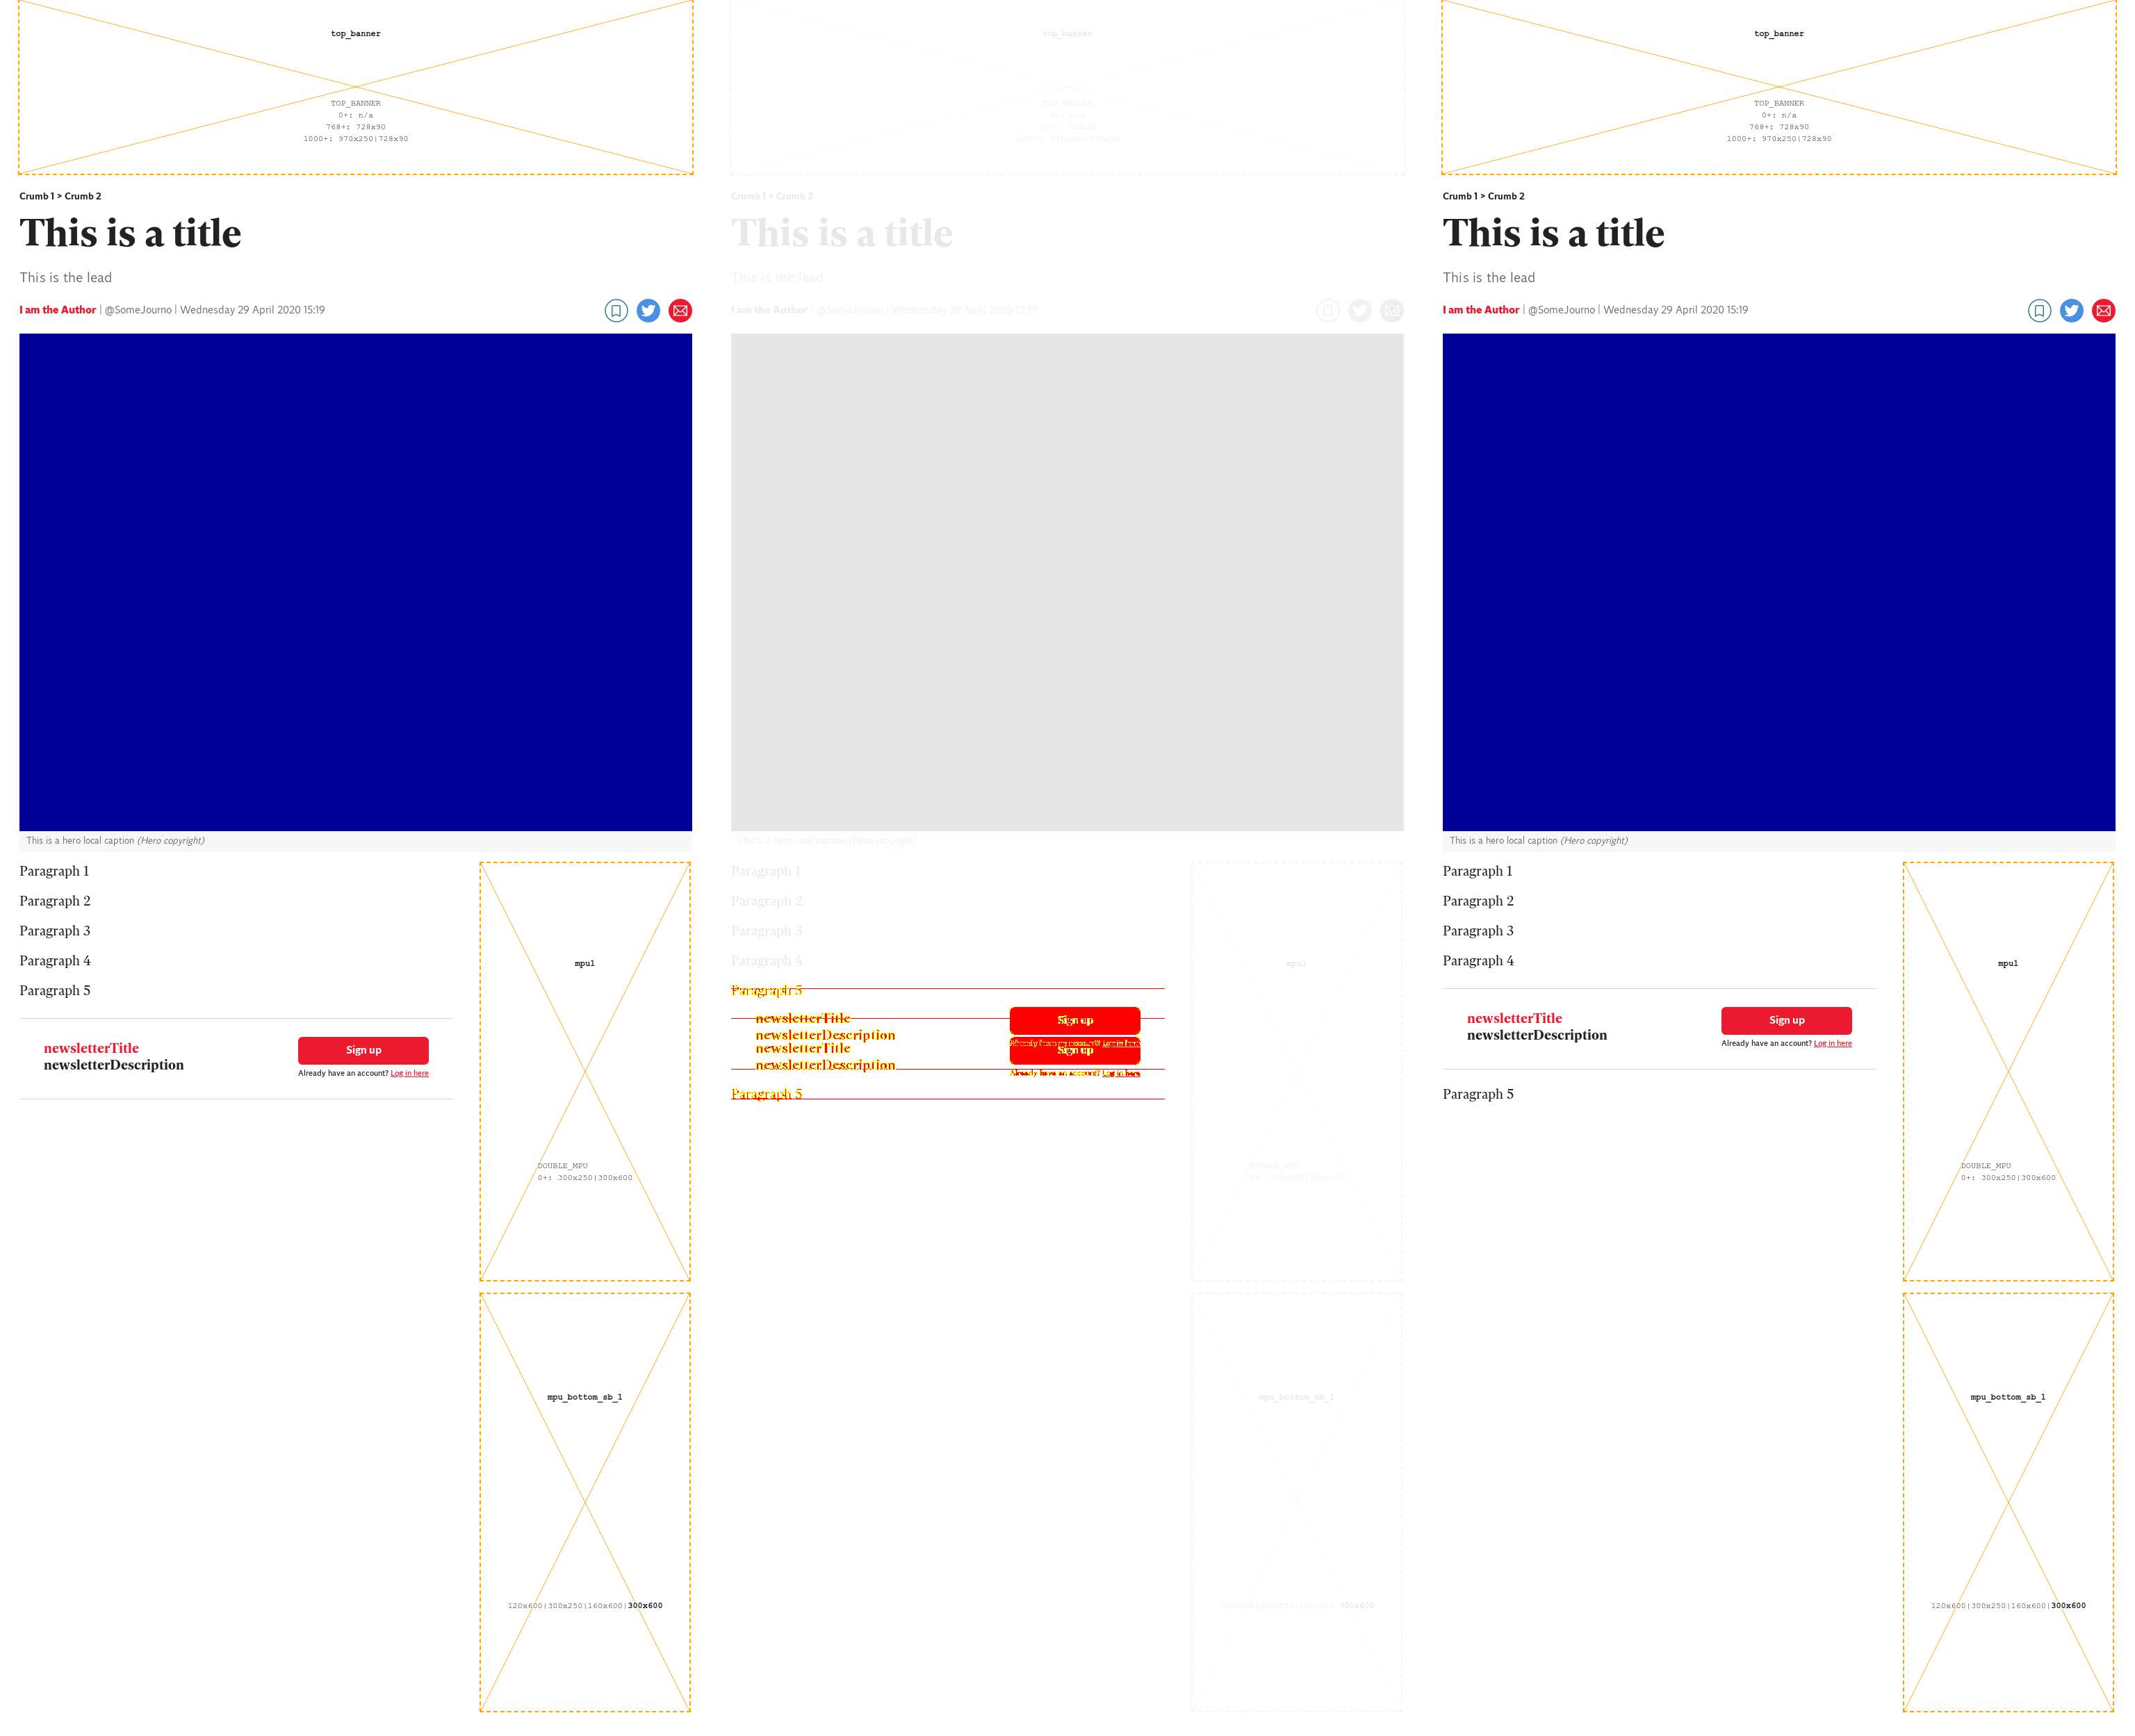 top_banner
TOP_BANNER
0+: n/a
768+: 728x90
1000+: 970x250|728x90
Crumb 1 > Crumb 2
This is a title
This is the lead
I am the Author | @SomeJourno | Wednesday 29 April 2020 15:19
This is a hero local caption (Hero copyright)
Paragraph 1
Paragraph 2
Paragraph 3
Paragraph 4
Paragraph 5
newsletterTitle
newsletterDescription
Sign up
Already have an account? Log in here
mpu1
DOUBLE_MPU
0+: 300x250|300x600
mpu_bottom_sb_1
120x600|300x250|160x600|300x600
top_banner
TOP_BANNER
0+: n/a
768+: 728x90
1000+: 970x250|728x90
Crumb 1 > Crumb 2
This is a title
This is the lead
I am the Author | @SomeJourno | Wednesday 29 April 2020 15:19
This is a hero local caption (Hero copyright)
Paragraph 1
Paragraph 2
Paragraph 3
Paragraph 4
Paragraph 5
newsletterTitle
newsletterDescription
Sign up
Already have an account? Log in here
newsletterTitle
newsletterDescription
Sign up
Already have an account? Log in here
Paragraph 5
mpu1
DOUBLE_MPU
0+: 300x250|300x600
mpu_bottom_sb_1
120x600|300x250|160x600|300x600
top_banner
TOP_BANNER
0+: n/a
768+: 728x90
1000+: 970x250|728x90
Crumb 1 > Crumb 2
This is a title
This is the lead
I am the Author | @SomeJourno | Wednesday 29 April 2020 15:19
This is a hero local caption (Hero copyright)
Paragraph 1
Paragraph 2
Paragraph 3
Paragraph 4
newsletterTitle
newsletterDescription
Sign up
Already have an account? Log in here
Paragraph 5
mpu1
DOUBLE_MPU
0+: 300x250|300x600
mpu_bottom_sb_1
120x600|300x250|160x600|300x600